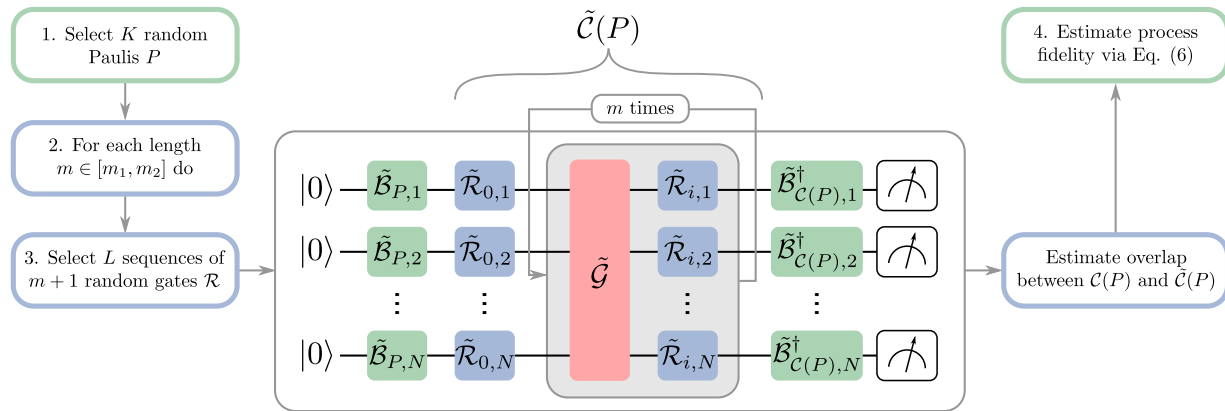 1. Select K random
Paulis P
2. For each length
m ∈ [m₁, m₂] do
3. Select L sequences of
m + 1 random gates ℛ
𝒞̃(P)
m times
|0⟩ ℬ̃_{P,1} ℛ̃_{0,1} ℛ̃_{i,1} ℬ̃†_{𝒞(P),1}
|0⟩ ℬ̃_{P,2} ℛ̃_{0,2} ℛ̃_{i,2} ℬ̃†_{𝒞(P),2}
𝒢̃
⋮ ⋮ ⋮ ⋮
|0⟩ ℬ̃_{P,N} ℛ̃_{0,N} ℛ̃_{i,N} ℬ̃†_{𝒞(P),N}
4. Estimate process
fidelity via Eq. (6)
Estimate overlap
between 𝒞(P) and 𝒞̃(P)